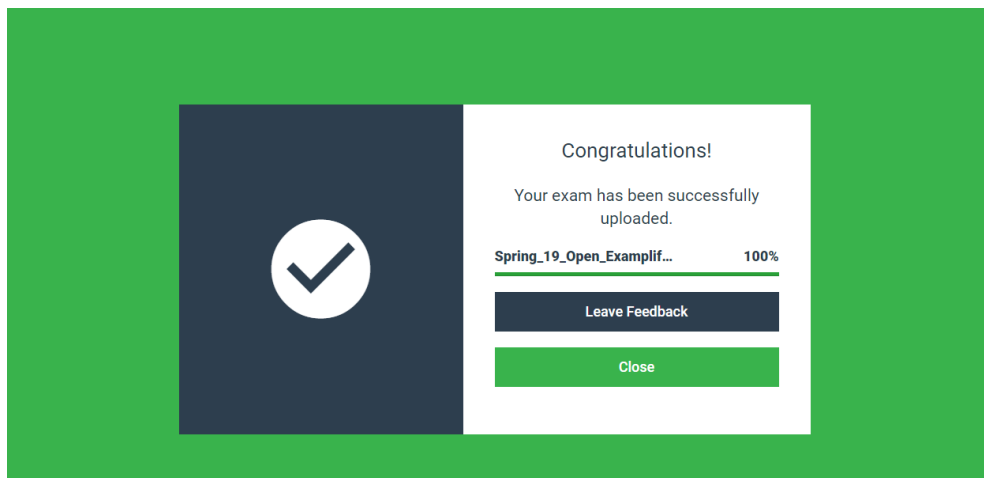 Congratulations!
Your exam has been successfully
uploaded.
Spring_19_Open_Examplif... 100%
Leave Feedback
Close